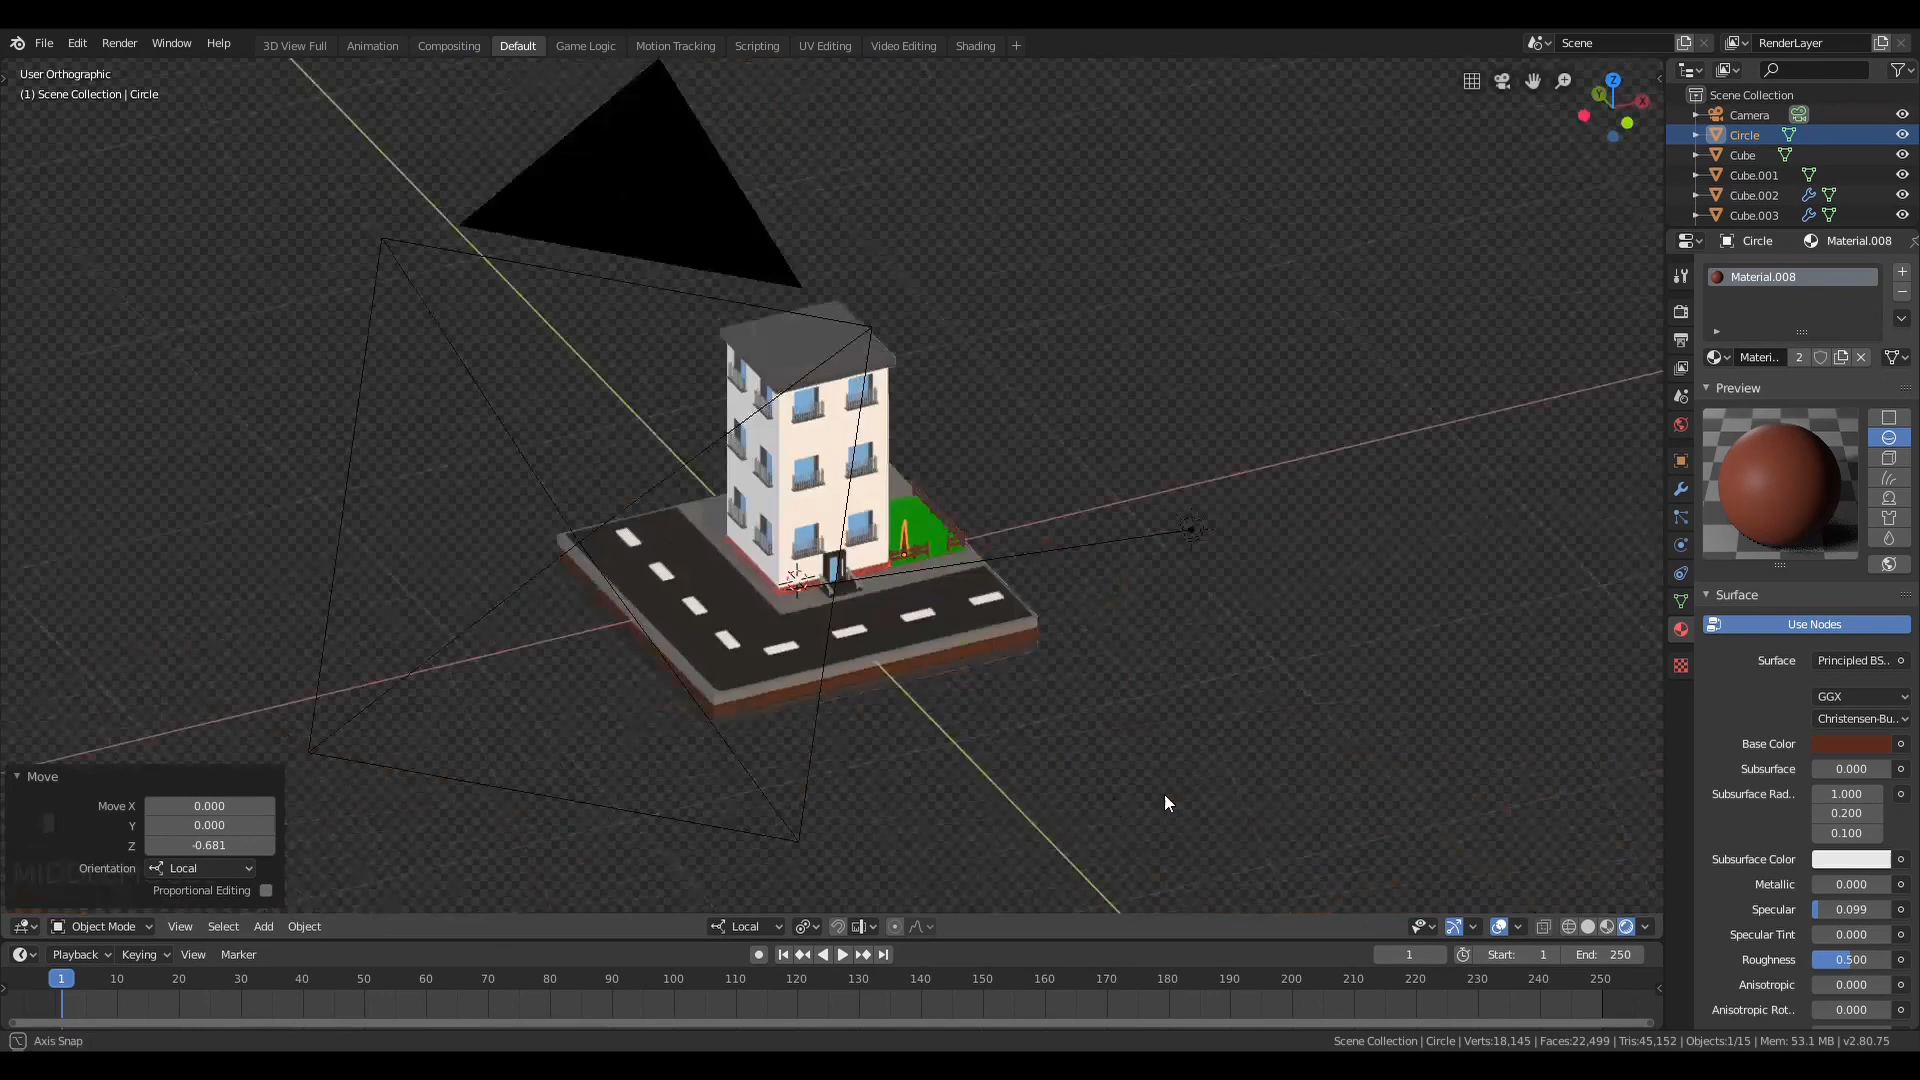 File Edit Render Window Help
3D View Full Animation Compositing Default Game Logic Motion Tracking Scripting UV Editing Video Editing Shading +
Scene
RenderLayer
User Orthographic
(1) Scene Collection | Circle
Z
Y
X
Scene Collection
Camera
Circle
Cube
Cube.001
Cube.002
Cube.003
Circle Material.008
Material.008
Materi.. 2
Preview
Surface
Use Nodes
Surface Principled BS..
GGX
Christensen-Bu..
Base Color
Subsurface 0.000
Subsurface Rad.. 1.000
0.200
0.100
Subsurface Color
Metallic 0.000
Specular 0.099
Specular Tint 0.000
Roughness 0.500
Anisotropic 0.000
Anisotropic Rot.. 0.000
Move
Move X 0.000
Y 0.000
Z -0.681
Orientation Local
Proportional Editing
Object Mode View Select Add Object
Local
Playback Keying View Marker
1
Start: 1
End: 250
1 10 20 30 40 50 60 70 80 90 100 110 120 130 140 150 160 170 180 190 200 210 220 230 240 250
Axis Snap
Scene Collection | Circle | Verts:18,145 | Faces:22,499 | Tris:45,152 | Objects:1/15 | Mem: 53.1 MB | v2.80.75